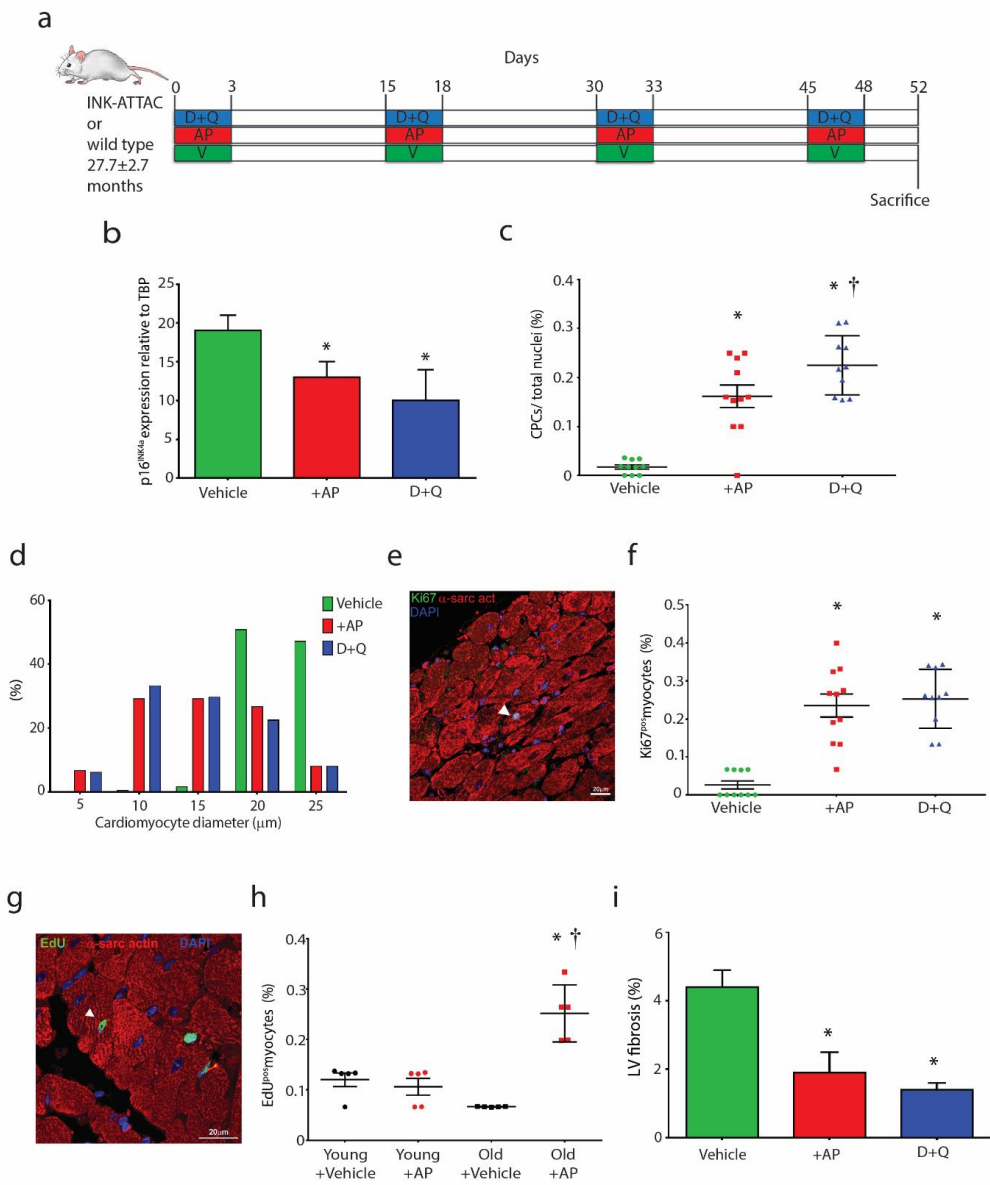 a
Days
0 3 15 18 30 33 45 48 52
INK-ATTAC
or
wild type
27.7±2.7
months
D+Q D+Q D+Q D+Q
AP AP AP AP
V V V V
Sacrifice
b
p16INK4a expression relative to TBP
25
20
15
10
5
0
* *
Vehicle +AP D+Q
c
CPCs/ total nuclei (%)
0.4
0.3
0.2
0.1
0
* * †
Vehicle +AP D+Q
d
(%)
60
40
20
0
Vehicle
+AP
D+Q
5 10 15 20 25
Cardiomyocyte diameter (μm)
e
Ki67 α-sarc act
DAPI
20μm
f
Ki67posmyocytes (%)
0.5
0.4
0.3
0.2
0.1
0
* *
Vehicle +AP D+Q
g
EdU α-sarc actin DAPI
20μm
h
EdUposmyocytes (%)
0.4
0.3
0.2
0.1
0
* †
Young Young Old Old
+Vehicle +AP +Vehicle +AP
i
LV fibrosis (%)
6
4
2
0
* *
Vehicle +AP D+Q